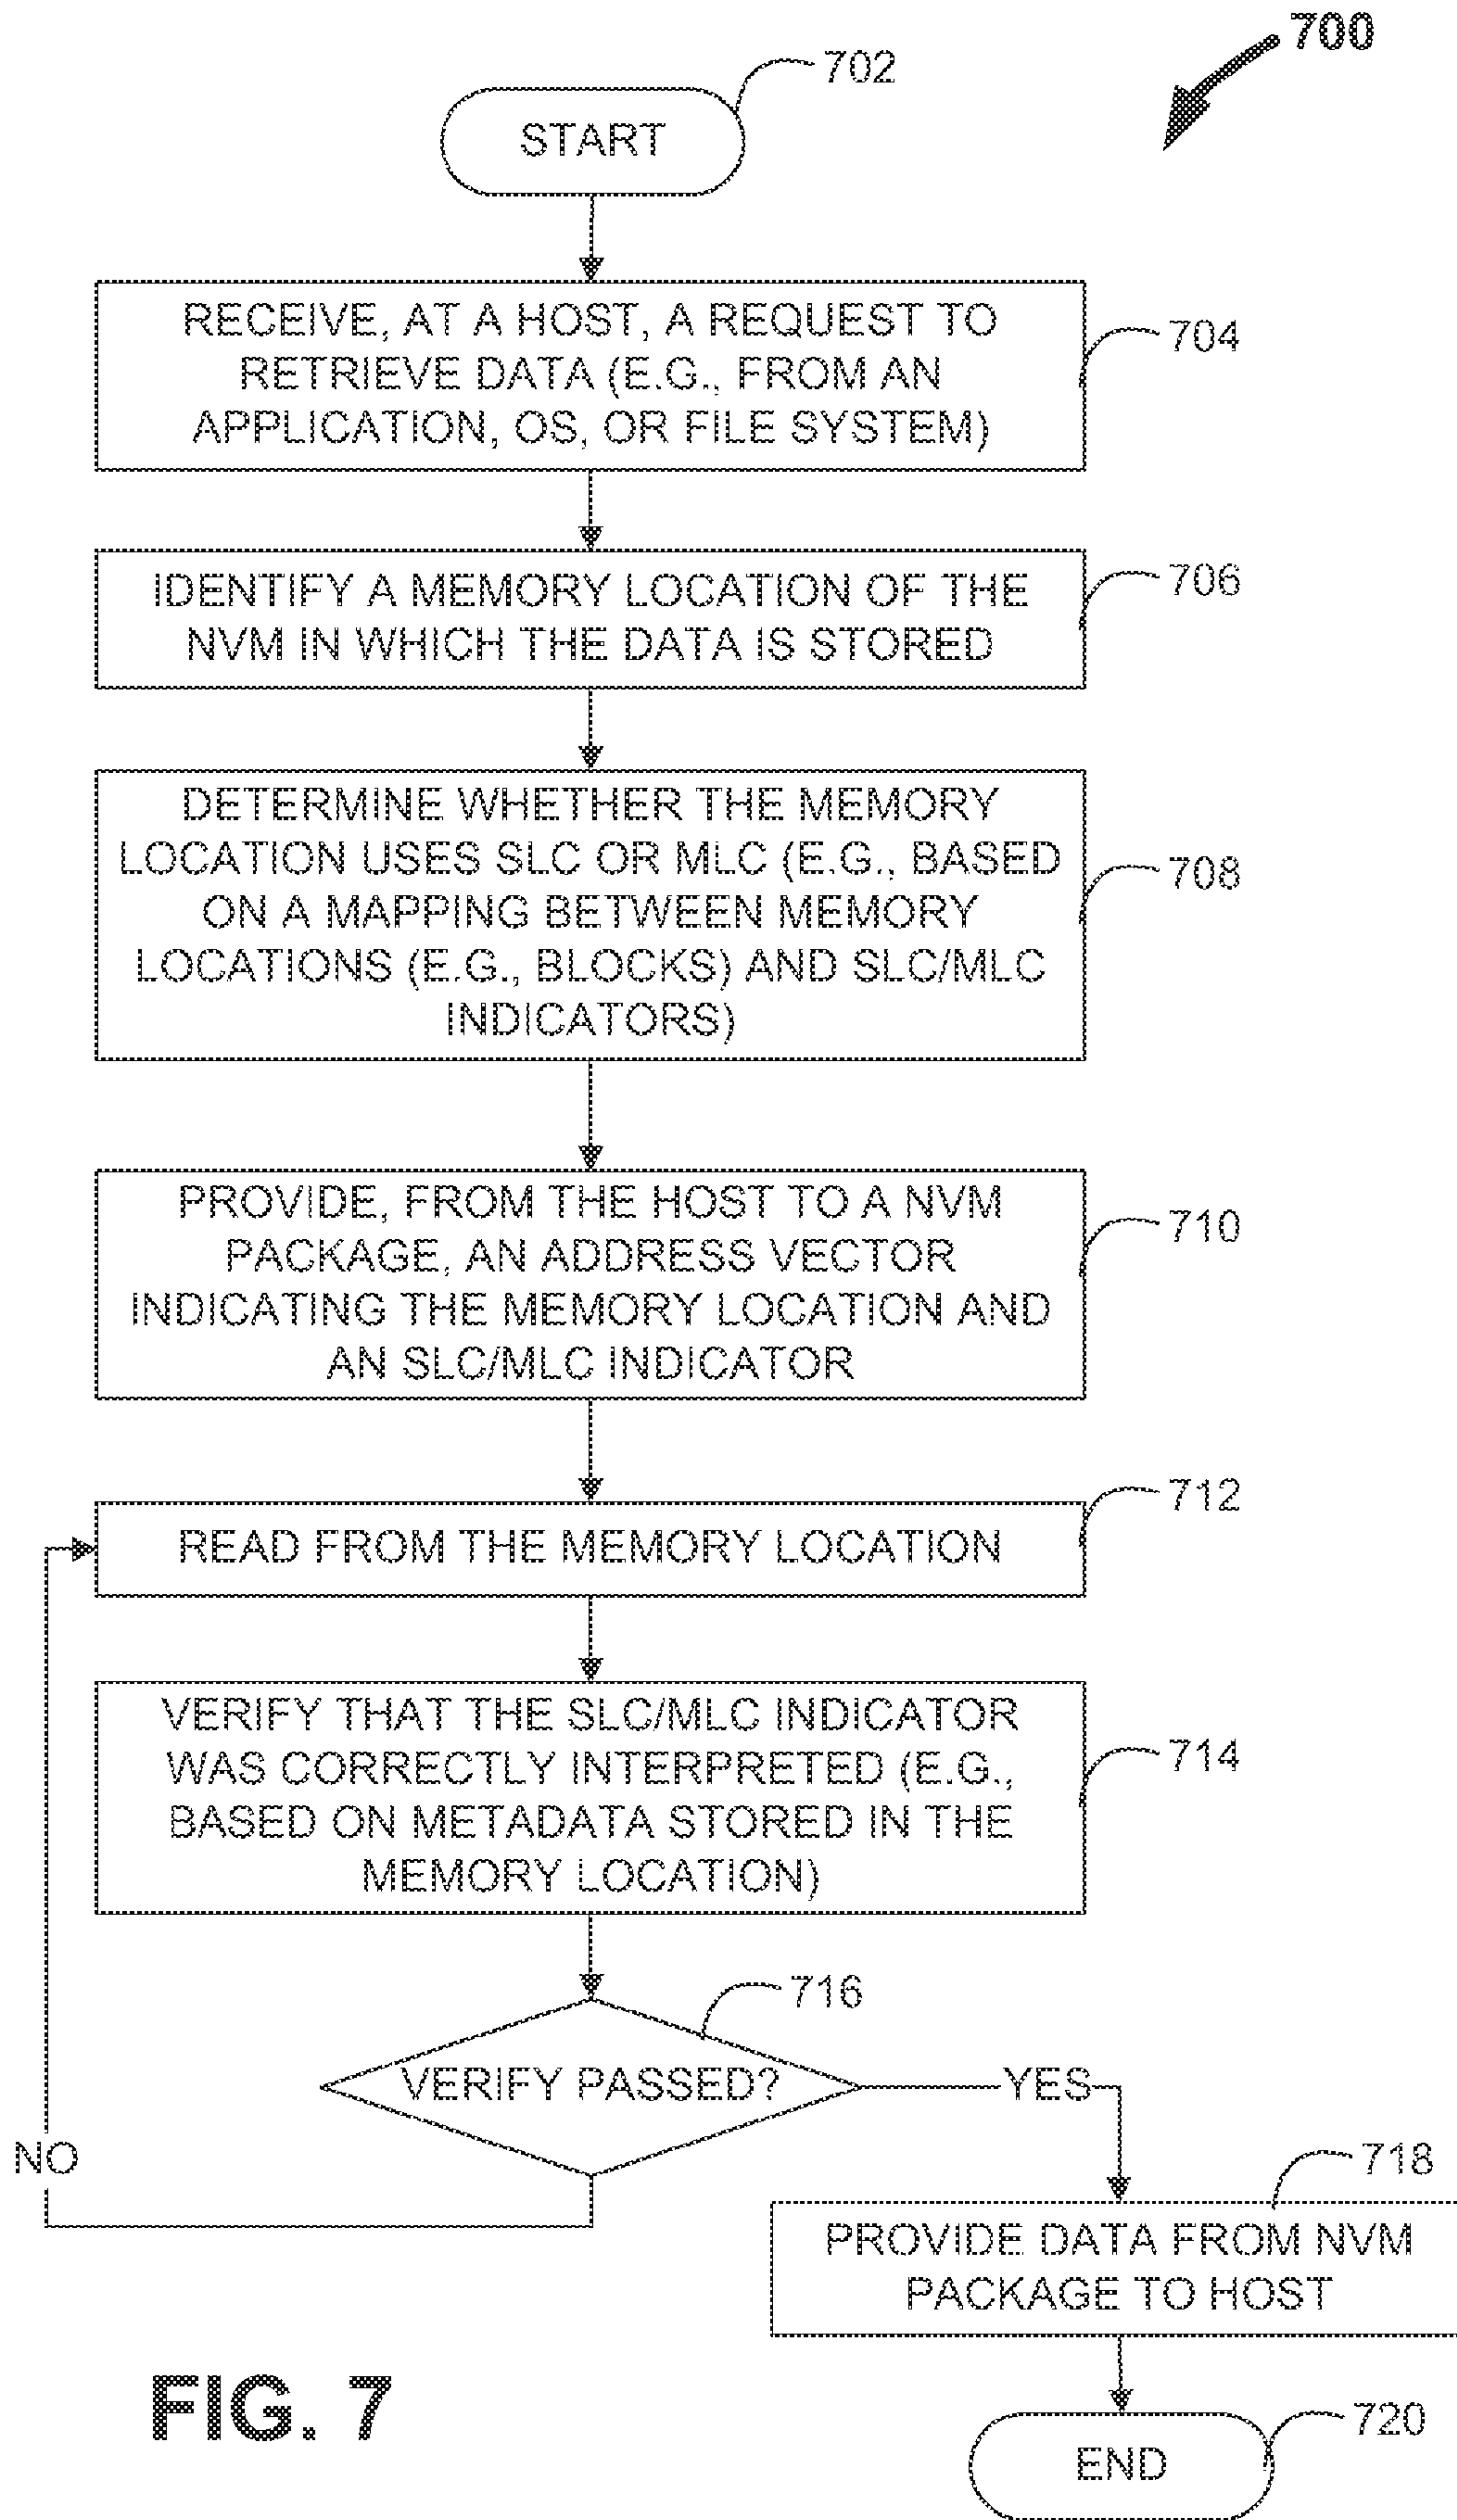 700
702
START
RECEIVE, AT A HOST, A REQUEST TO
RETRIEVE DATA (E.G., FROM AN
APPLICATION, OS, OR FILE SYSTEM)
704
IDENTIFY A MEMORY LOCATION OF THE
NVM IN WHICH THE DATA IS STORED
706
DETERMINE WHETHER THE MEMORY
LOCATION USES SLC OR MLC (E.G., BASED
ON A MAPPING BETWEEN MEMORY
LOCATIONS (E.G., BLOCKS) AND SLC/MLC
INDICATORS)
708
PROVIDE, FROM THE HOST TO A NVM
PACKAGE, AN ADDRESS VECTOR
INDICATING THE MEMORY LOCATION AND
AN SLC/MLC INDICATOR
710
READ FROM THE MEMORY LOCATION
712
VERIFY THAT THE SLC/MLC INDICATOR
WAS CORRECTLY INTERPRETED (E.G.,
BASED ON METADATA STORED IN THE
MEMORY LOCATION)
714
716
VERIFY PASSED?
YES
NO
718
PROVIDE DATA FROM NVM
PACKAGE TO HOST
720
END
FIG. 7